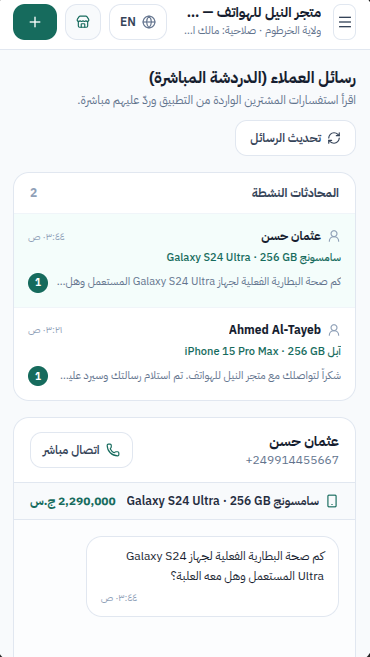 متجر النيل للهواتف — ...
ولاية الخرطوم · صلاحية: مالك ا...
EN
رسائل العملاء (الدردشة المباشرة)
اقرأ استفسارات المشترين الواردة من التطبيق وردّ عليهم مباشرة.
تحديث الرسائل
المحادثات النشطة
2
عثمان حسن
٠٣:٤٤ ص
سامسونج Galaxy S24 Ultra · 256 GB
كم صحة البطارية الفعلية لجهاز Galaxy S24 Ultra المستعمل وهل...
1
Ahmed Al-Tayeb
٠٣:٢١ ص
آبل iPhone 15 Pro Max · 256 GB
شكراً لتواصلك مع متجر النيل للهواتف. تم استلام رسالتك وسيرد علي...
1
عثمان حسن
+249914455667
اتصال مباشر
سامسونج Galaxy S24 Ultra · 256 GB
2,290,000 ج.س
كم صحة البطارية الفعلية لجهاز Galaxy S24
Ultra المستعمل وهل معه العلبة؟
٠٣:٤٤ ص